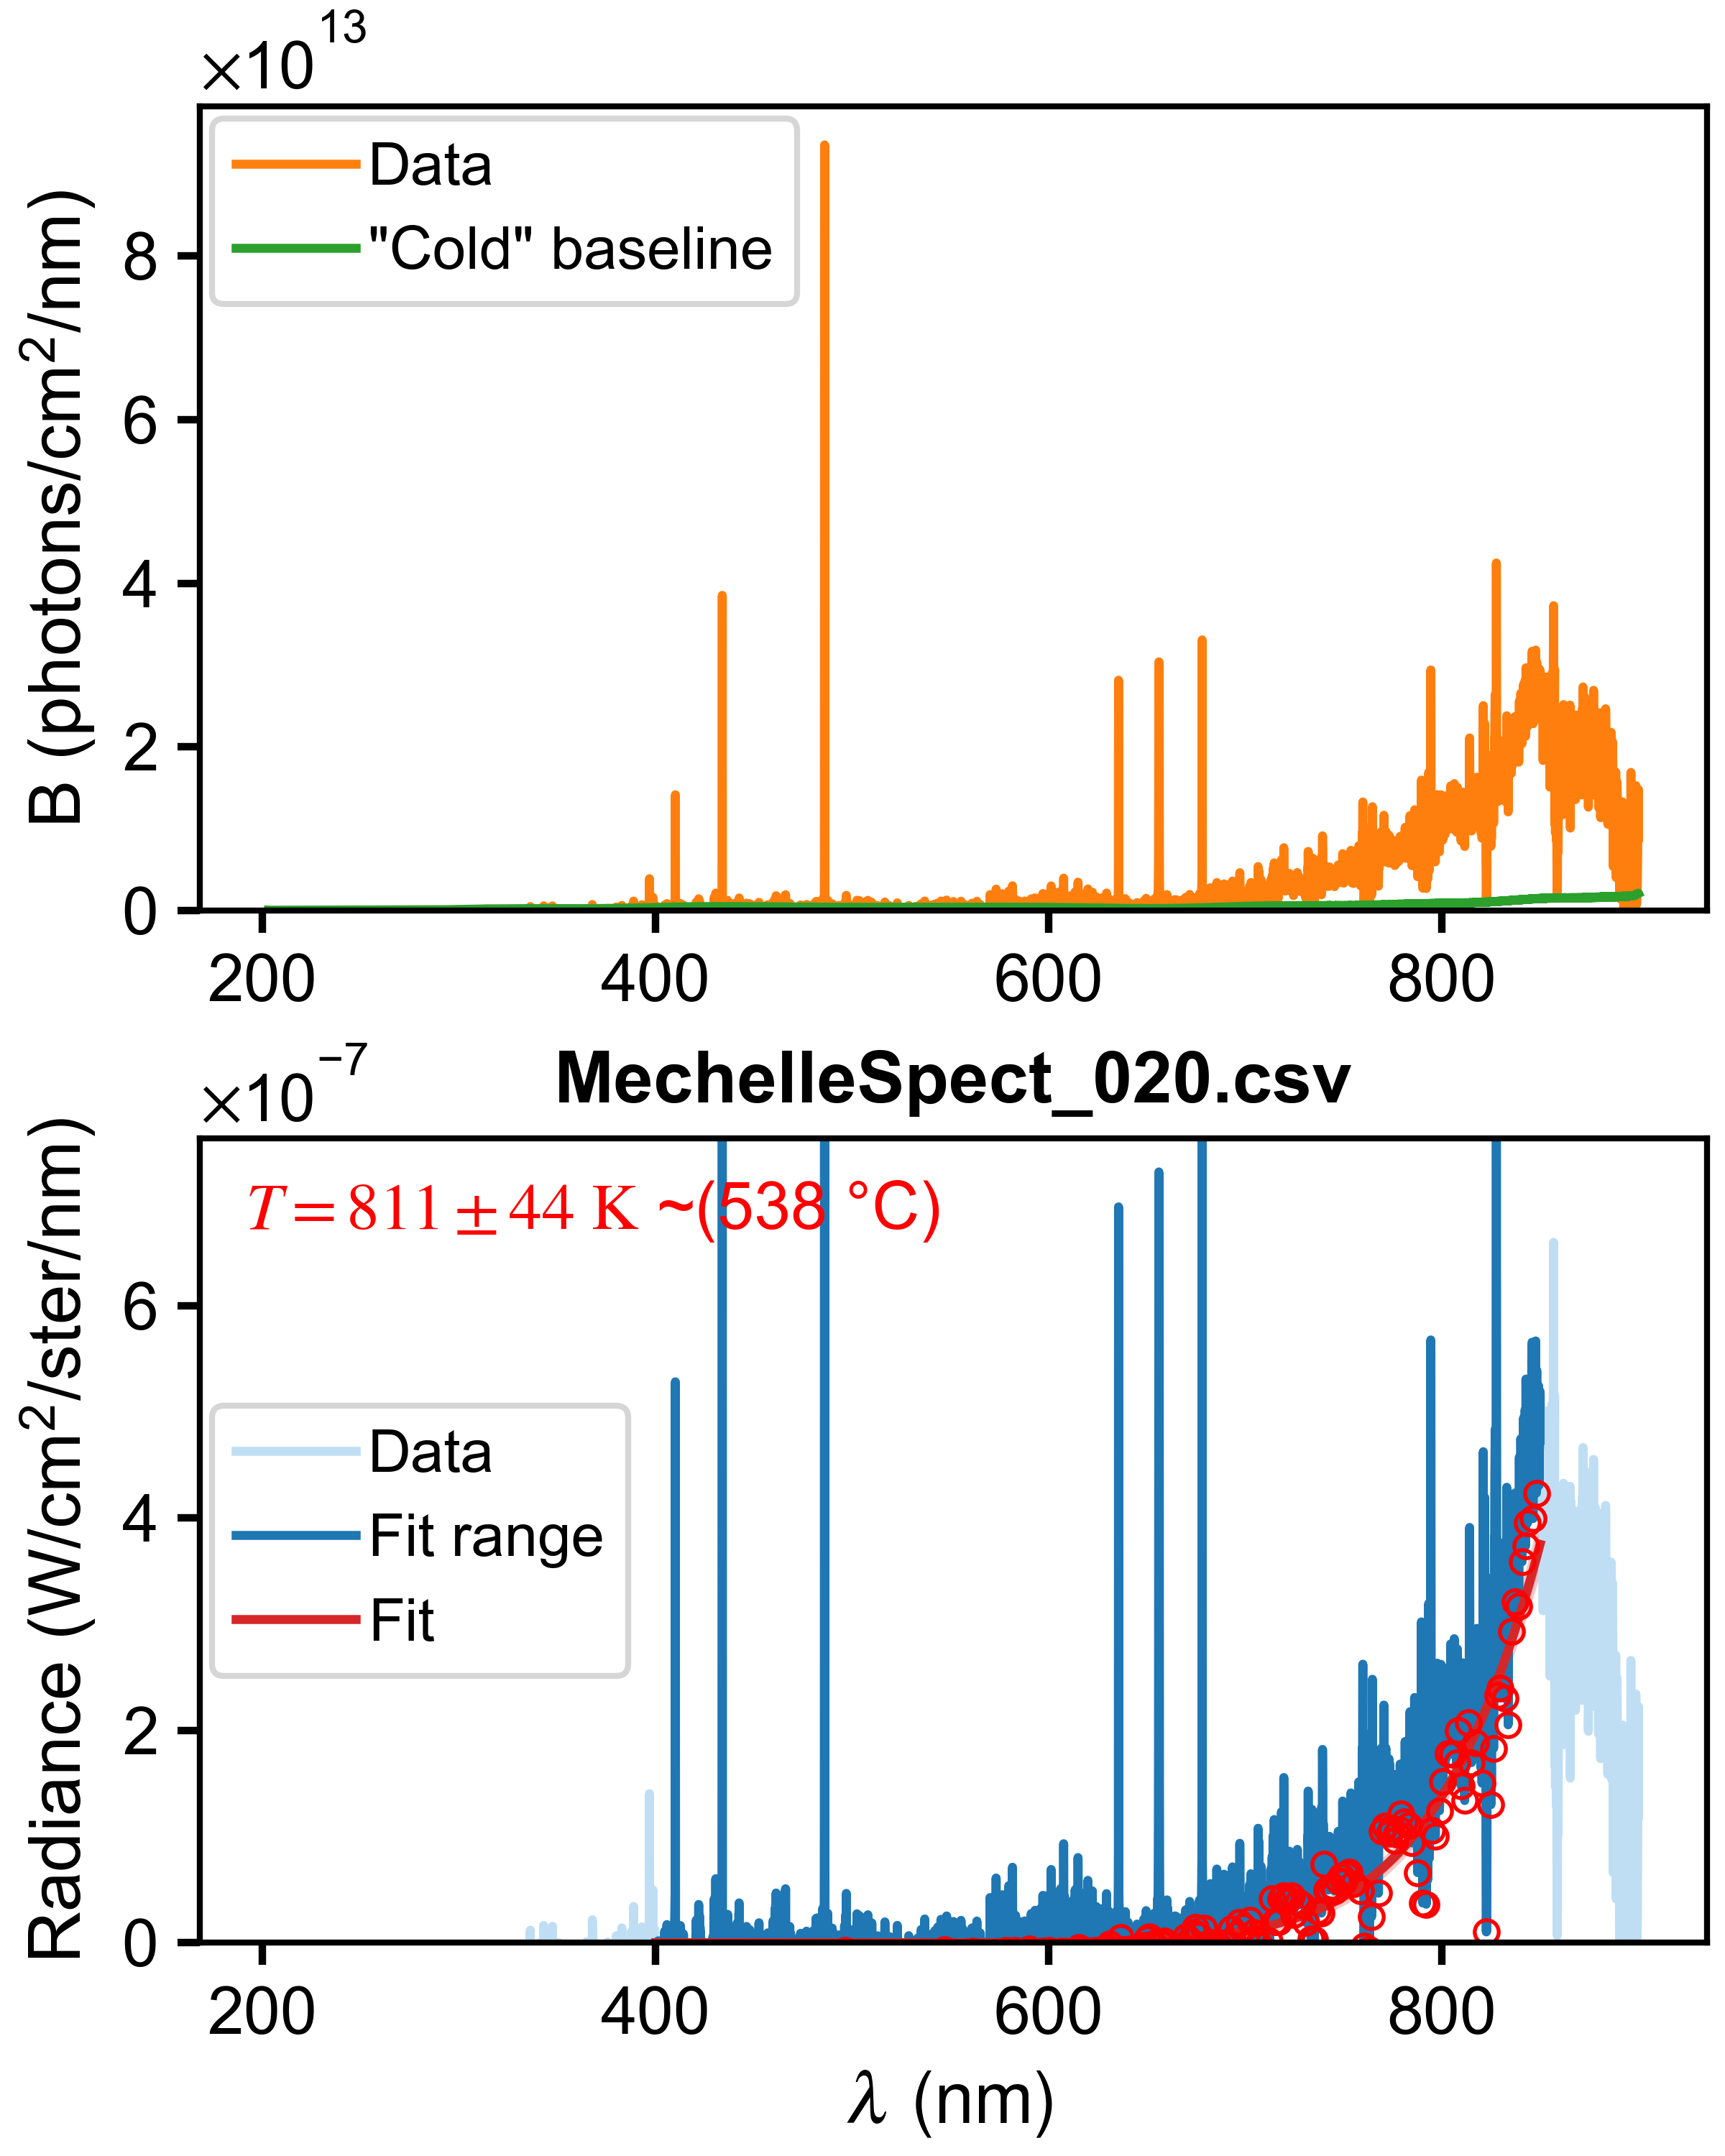 ×10¹³
B (photons/cm²/nm)
8
6
4
2
0
Data
"Cold" baseline
200 400 600 800
MechelleSpect_020.csv
×10⁻⁷
Radiance (W/cm²/ster/nm)
T = 811 ± 44 K ~(538 °C)
6
4
2
0
Data
Fit range
Fit
200 400 600 800
λ (nm)